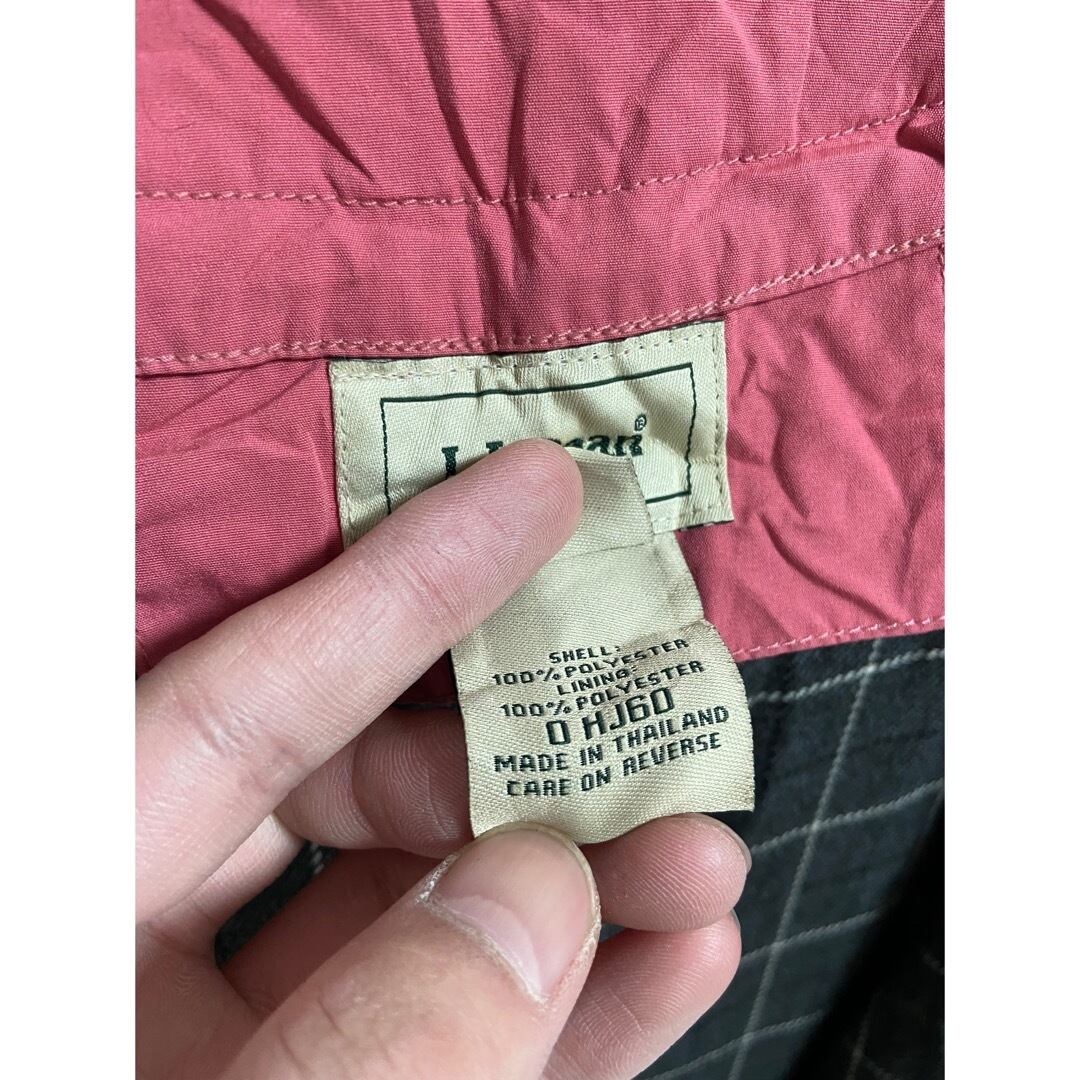 SHELL:
100% POLYESTER
LINING:
100% POLYESTER
0 HJ60
MADE IN THAILAND
CARE ON REVERSE